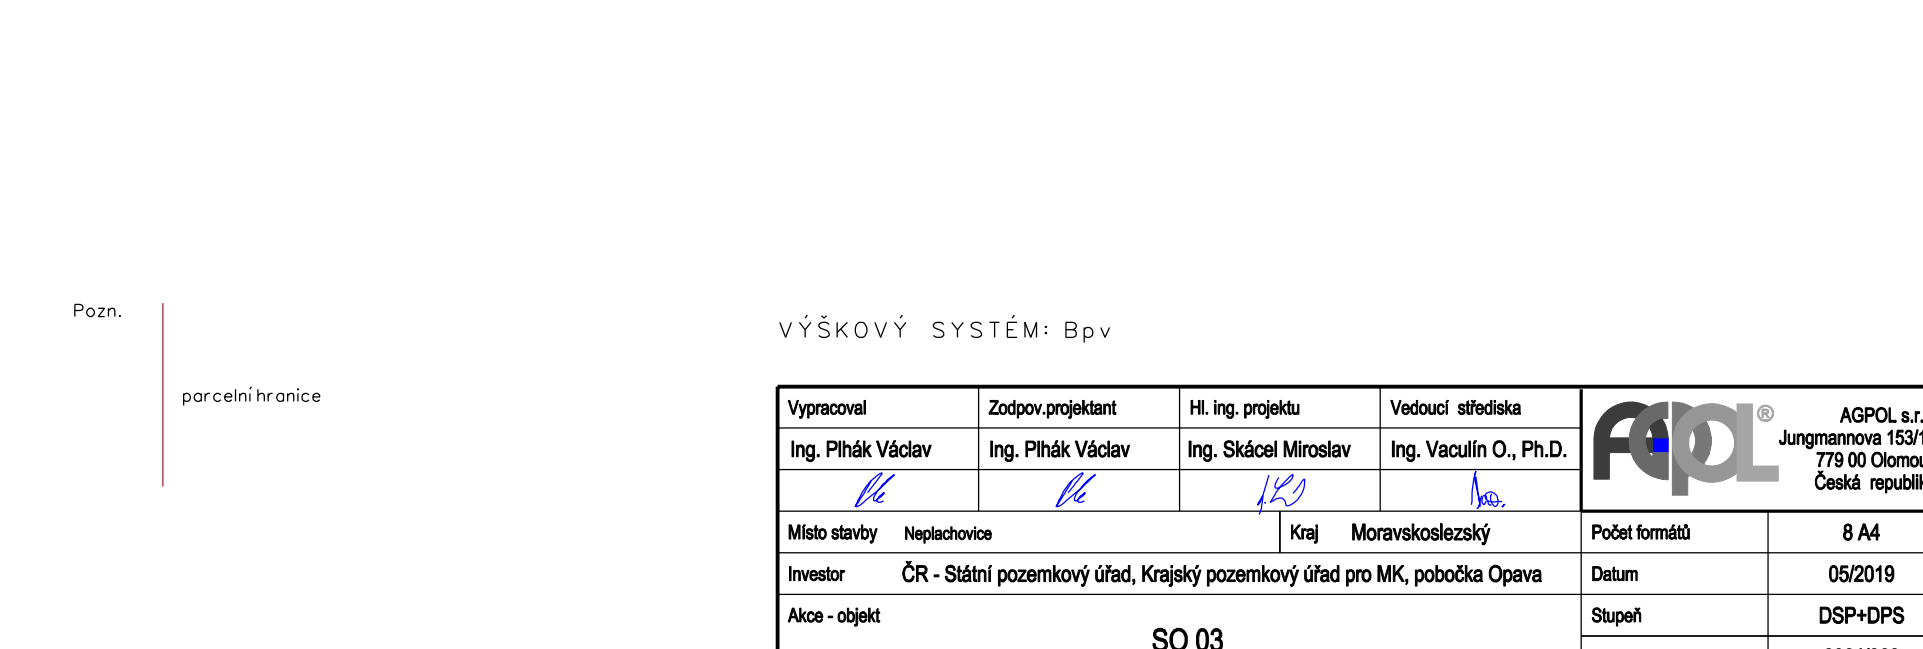 Pozn.
parcelní hranice
VÝŠKOVÝ SYSTÉM: Bpv
Vypracoval Zodpov.projektant Hl. ing. projektu Vedoucí střediska
Ing. Plhák Václav Ing. Plhák Václav Ing. Skácel Miroslav Ing. Vaculín O., Ph.D.
AGPOL®
AGPOL s.r.
Jungmannova 153/1
779 00 Olomou
Česká republik
Místo stavby Neplachovice Kraj Moravskoslezský Počet formátů 8 A4
Investor ČR - Státní pozemkový úřad, Krajský pozemkový úřad pro MK, pobočka Opava Datum 05/2019
Akce - objekt Stupeň DSP+DPS
SO 03